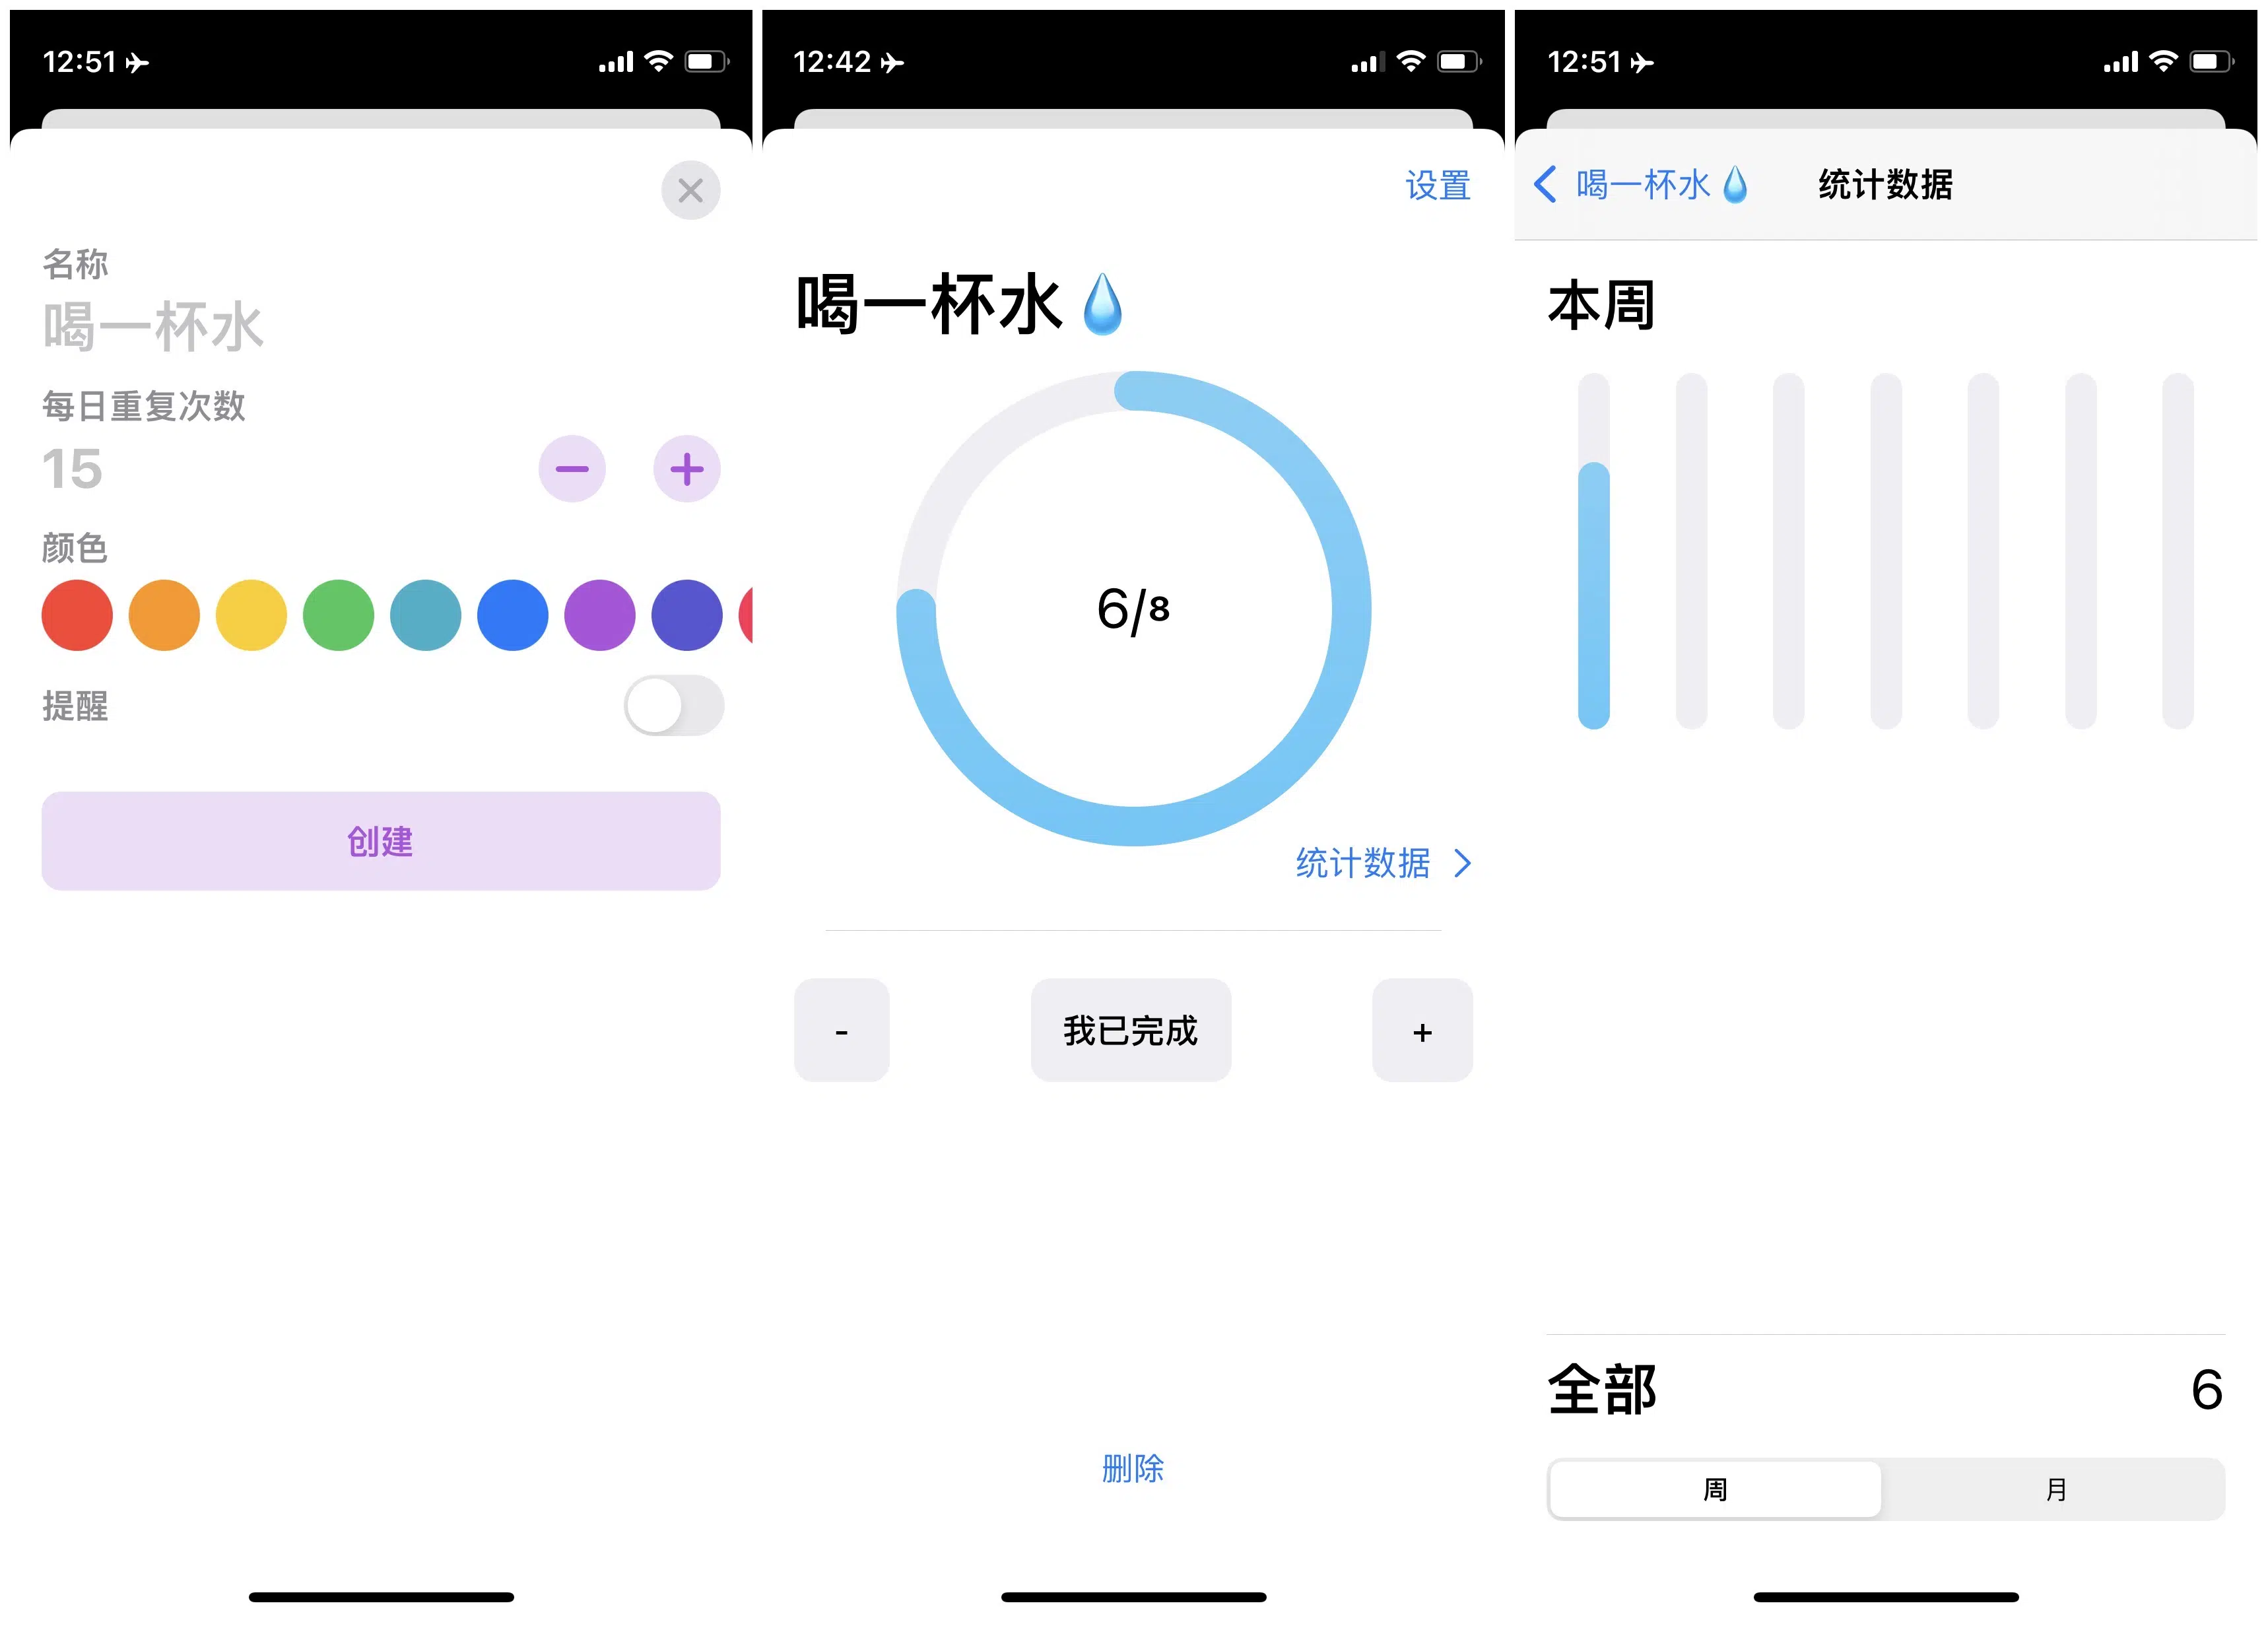 12:51
名称
喝一杯水
每日重复次数
15
颜色
提醒
创建
12:42
设置
喝一杯水💧
6/8
统计数据
- 我已完成 +
删除
12:51
喝一杯水💧 统计数据
本周
全部 6
周 月